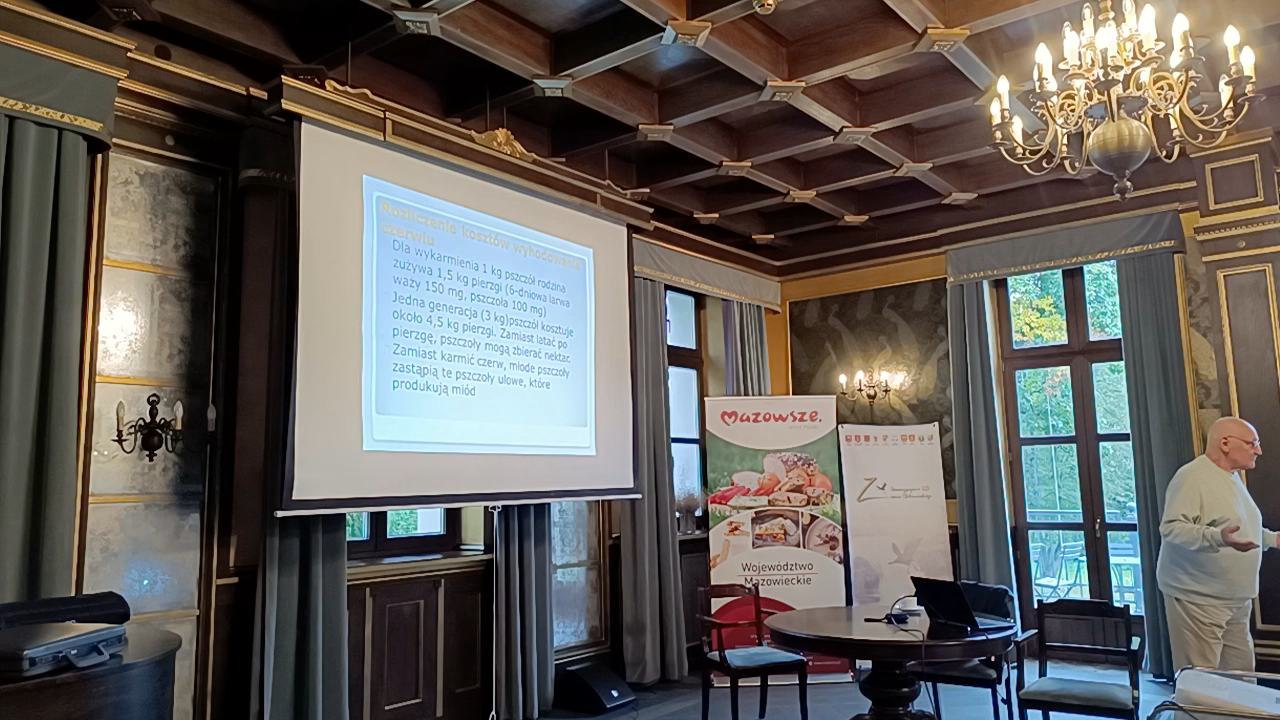 Rozliczenie kosztów wyhodowania
czerwiu
Dla wykarmienia 1 kg pszczół rodzina
zużywa 1,5 kg pierzgi (6-dniowa larwa
waży 150 mg, pszczoła 100 mg)
Jedna generacja (3 kg)pszczół kosztuje
około 4,5 kg pierzgi. Zamiast latać po
pierzgę, pszczoły mogą zbierać nektar.
Zamiast karmić czerw, młode pszczoły
zastąpią te pszczoły ulowe, które
produkują miód
mazowsze.
Województwo
Mazowieckie